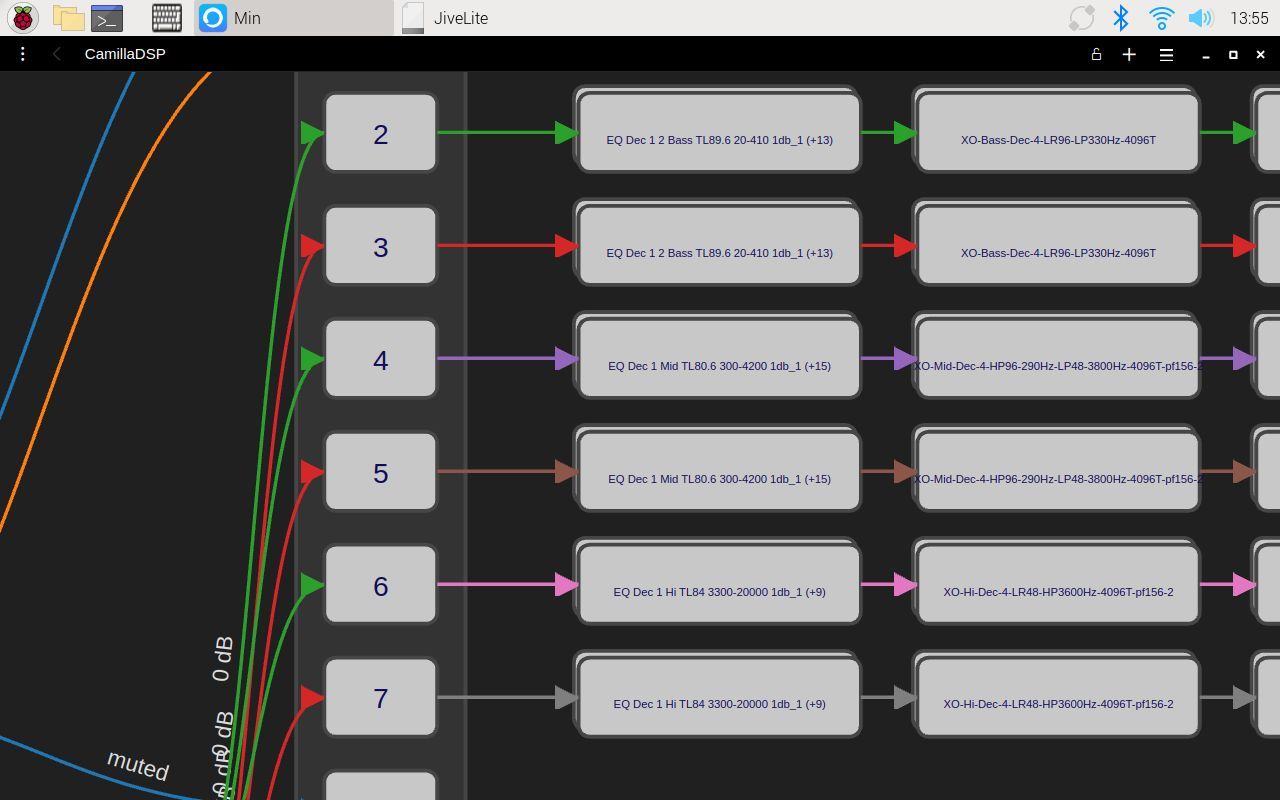 Min
JiveLite
13:55
CamillaDSP
2
EQ Dec 1 2 Bass TL89.6 20-410 1db_1 (+13)
XO-Bass-Dec-4-LR96-LP330Hz-4096T
3
EQ Dec 1 2 Bass TL89.6 20-410 1db_1 (+13)
XO-Bass-Dec-4-LR96-LP330Hz-4096T
4
EQ Dec 1 Mid TL80.6 300-4200 1db_1 (+15)
XO-Mid-Dec-4-HP96-290Hz-LP48-3800Hz-4096T-pf156-2
5
EQ Dec 1 Mid TL80.6 300-4200 1db_1 (+15)
XO-Mid-Dec-4-HP96-290Hz-LP48-3800Hz-4096T-pf156-2
6
EQ Dec 1 Hi TL84 3300-20000 1db_1 (+9)
XO-Hi-Dec-4-LR48-HP3600Hz-4096T-pf156-2
0 dB
7
EQ Dec 1 Hi TL84 3300-20000 1db_1 (+9)
XO-Hi-Dec-4-LR48-HP3600Hz-4096T-pf156-2
0 dB
0 dB
muted